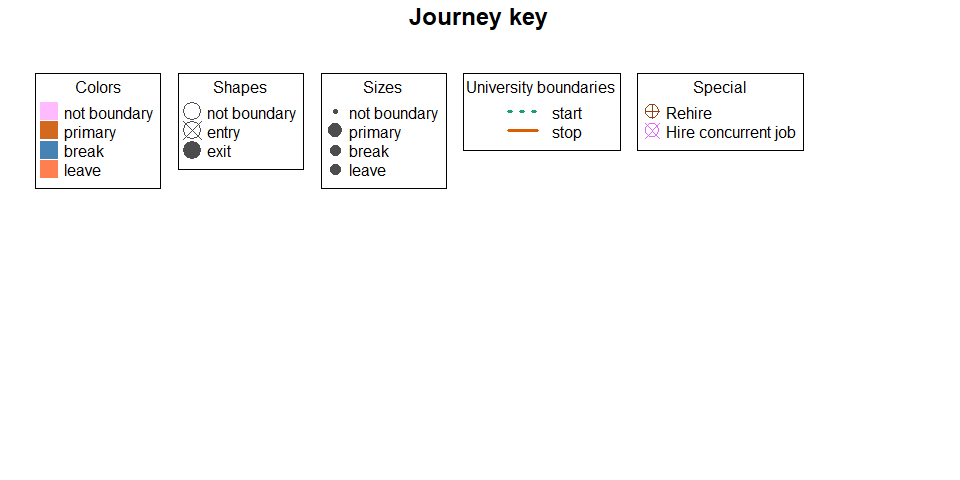 Journey key
Colors
not boundary
primary
break
leave
Shapes
not boundary
entry
exit
Sizes
not boundary
primary
break
leave
University boundaries
start
stop
Special
Rehire
Hire concurrent job